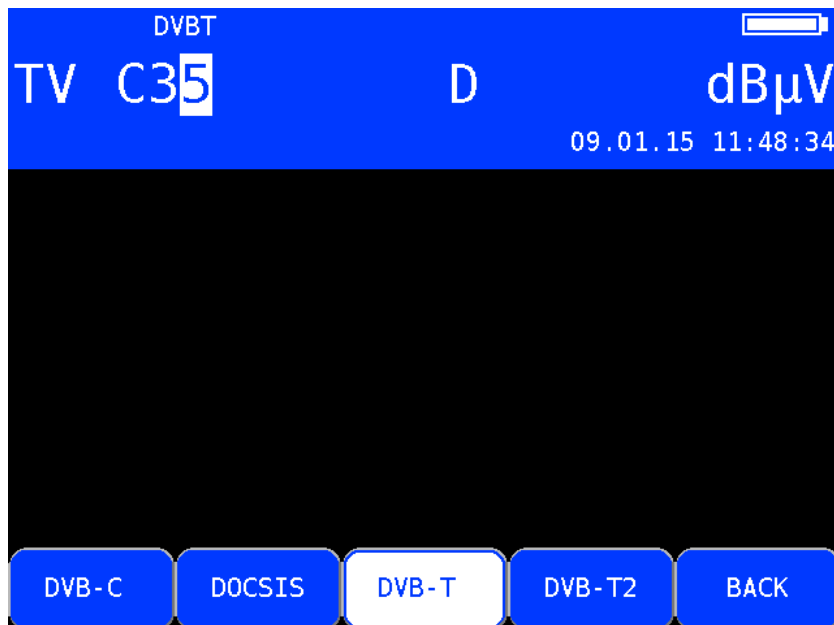 DVBT
TV C35 D dBµV
09.01.15 11:48:34
DVB-C DOCSIS DVB-T DVB-T2 BACK